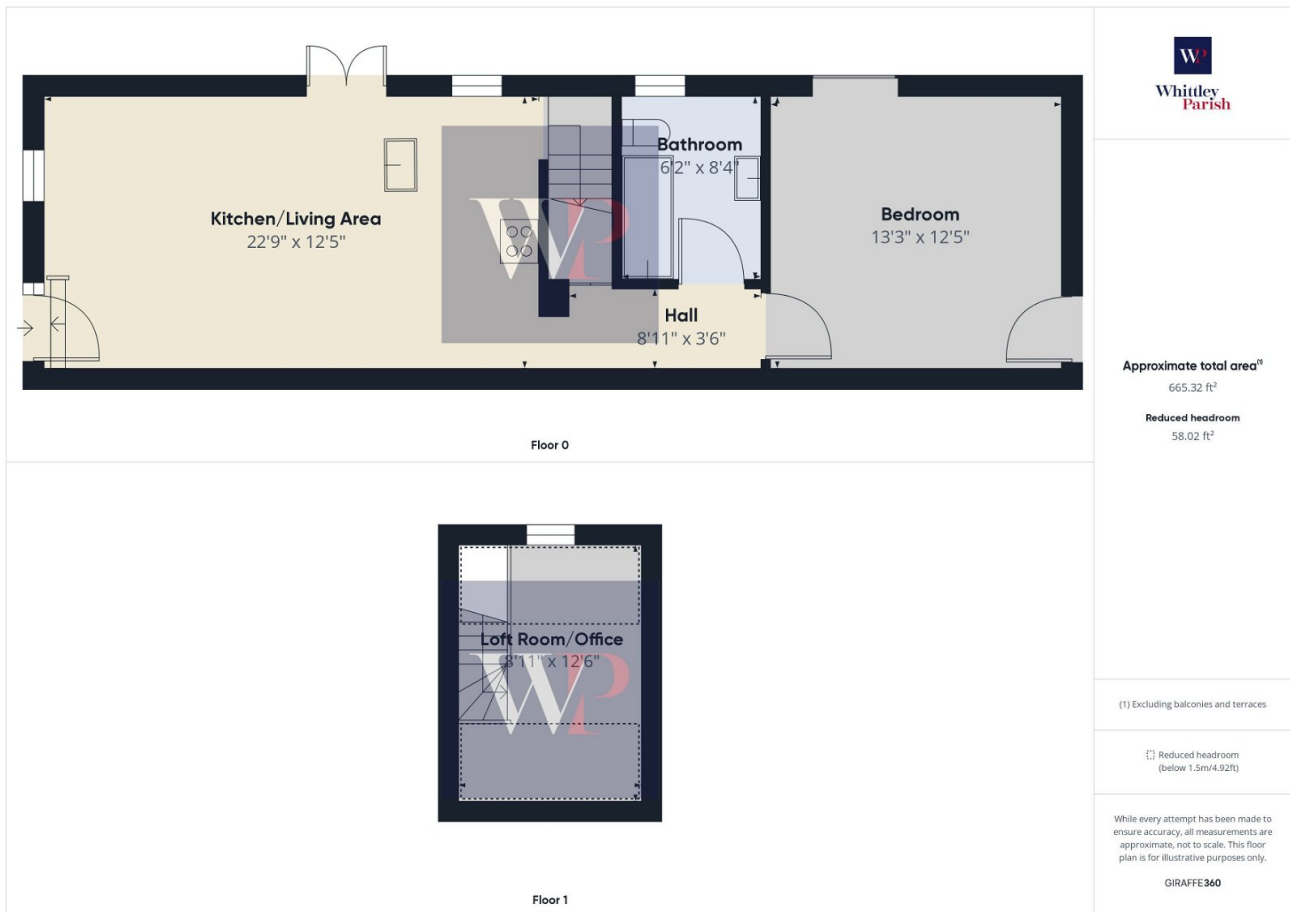 WP
Whittley
Parish
Bathroom
6'2" x 8'4"
Kitchen/Living Area
22'9" x 12'5"
WP
Bedroom
13'3" x 12'5"
Hall
8'11" x 3'6"
Floor 0
Approximate total area(1)
665.32 ft²
Reduced headroom
58.02 ft²
Loft Room/Office
8'11" x 12'6"
WP
Floor 1
(1) Excluding balconies and terraces
Reduced headroom
(below 1.5m/4.92ft)
While every attempt has been made to
ensure accuracy, all measurements are
approximate, not to scale. This floor
plan is for illustrative purposes only.
GIRAFFE360